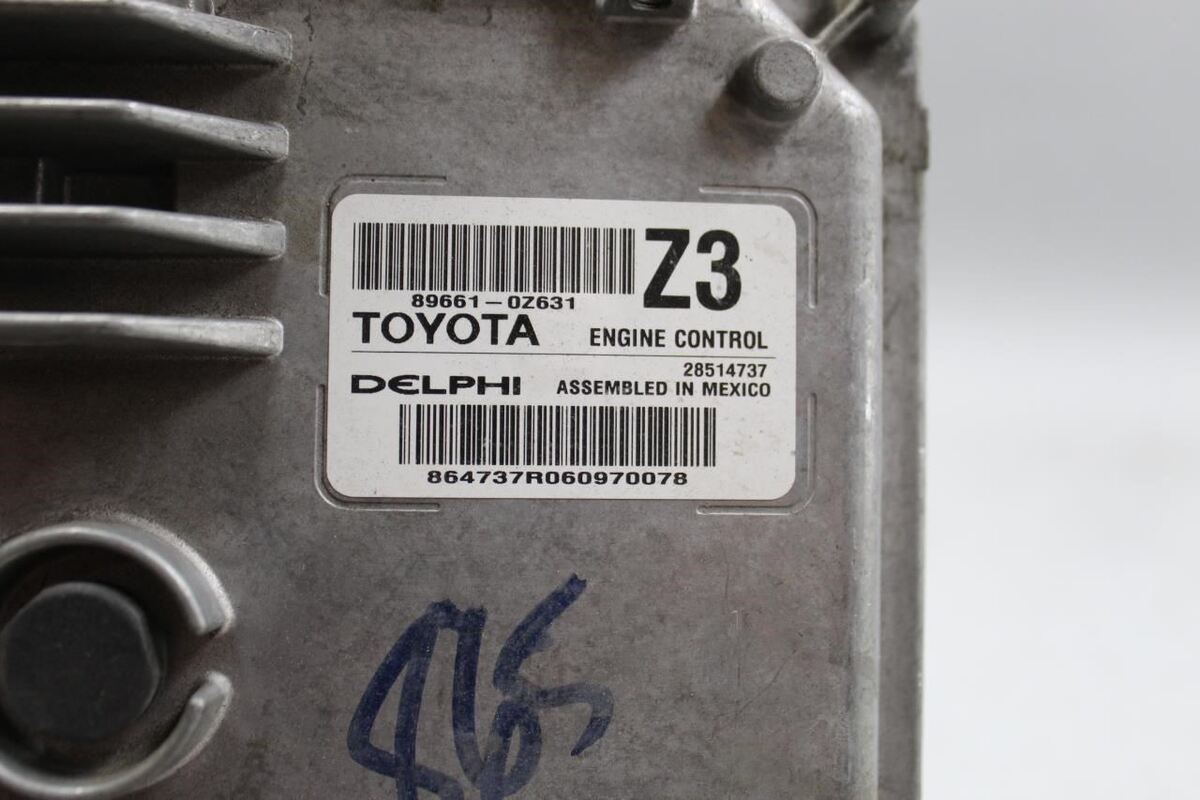 Z3
89661-0Z631
TOYOTA ENGINE CONTROL
28514737
DELPHI ASSEMBLED IN MEXICO
864737R060970078